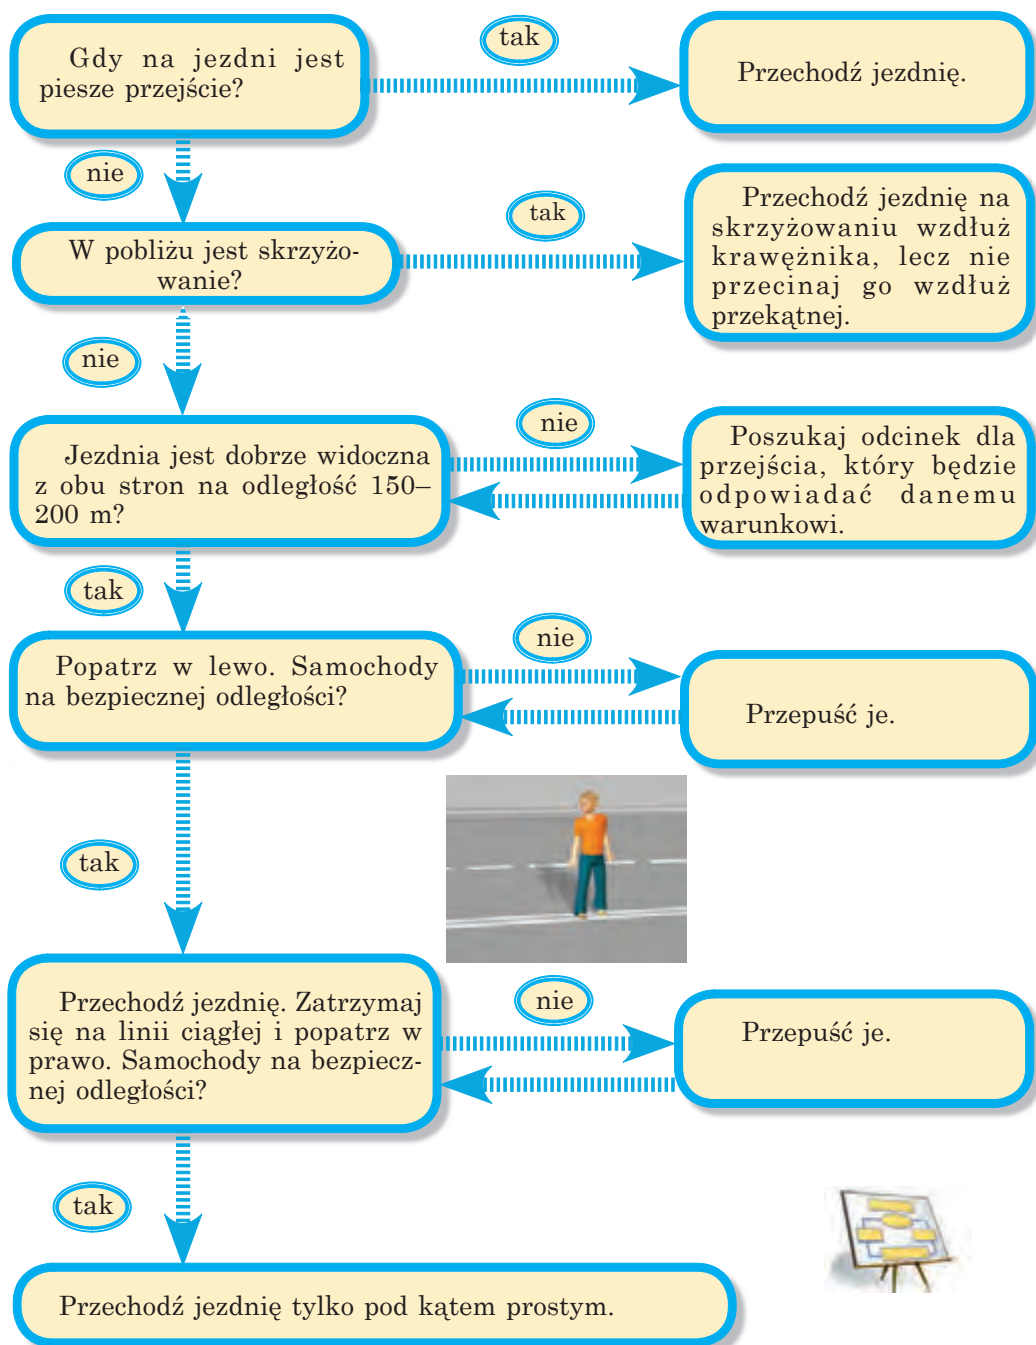 Gdy na jezdni jest
piesze przejście?
tak
Przechodź jezdnię.
nie
W pobliżu jest skrzyżo-
wanie?
tak
Przechodź jezdnię na
skrzyżowaniu wzdłuż
krawężnika, lecz nie
przecinaj go wzdłuż
przekątnej.
nie
Jezdnia jest dobrze widoczna
z obu stron na odległość 150–
200 m?
nie
Poszukaj odcinek dla
przejścia, który będzie
odpowiadać danemu
warunkowi.
tak
Popatrz w lewo. Samochody
na bezpiecznej odległości?
nie
Przepuść je.
tak
Przechodź jezdnię. Zatrzymaj
się na linii ciągłej i popatrz w
prawo. Samochody na bezpiecz-
nej odległości?
nie
Przepuść je.
tak
Przechodź jezdnię tylko pod kątem prostym.